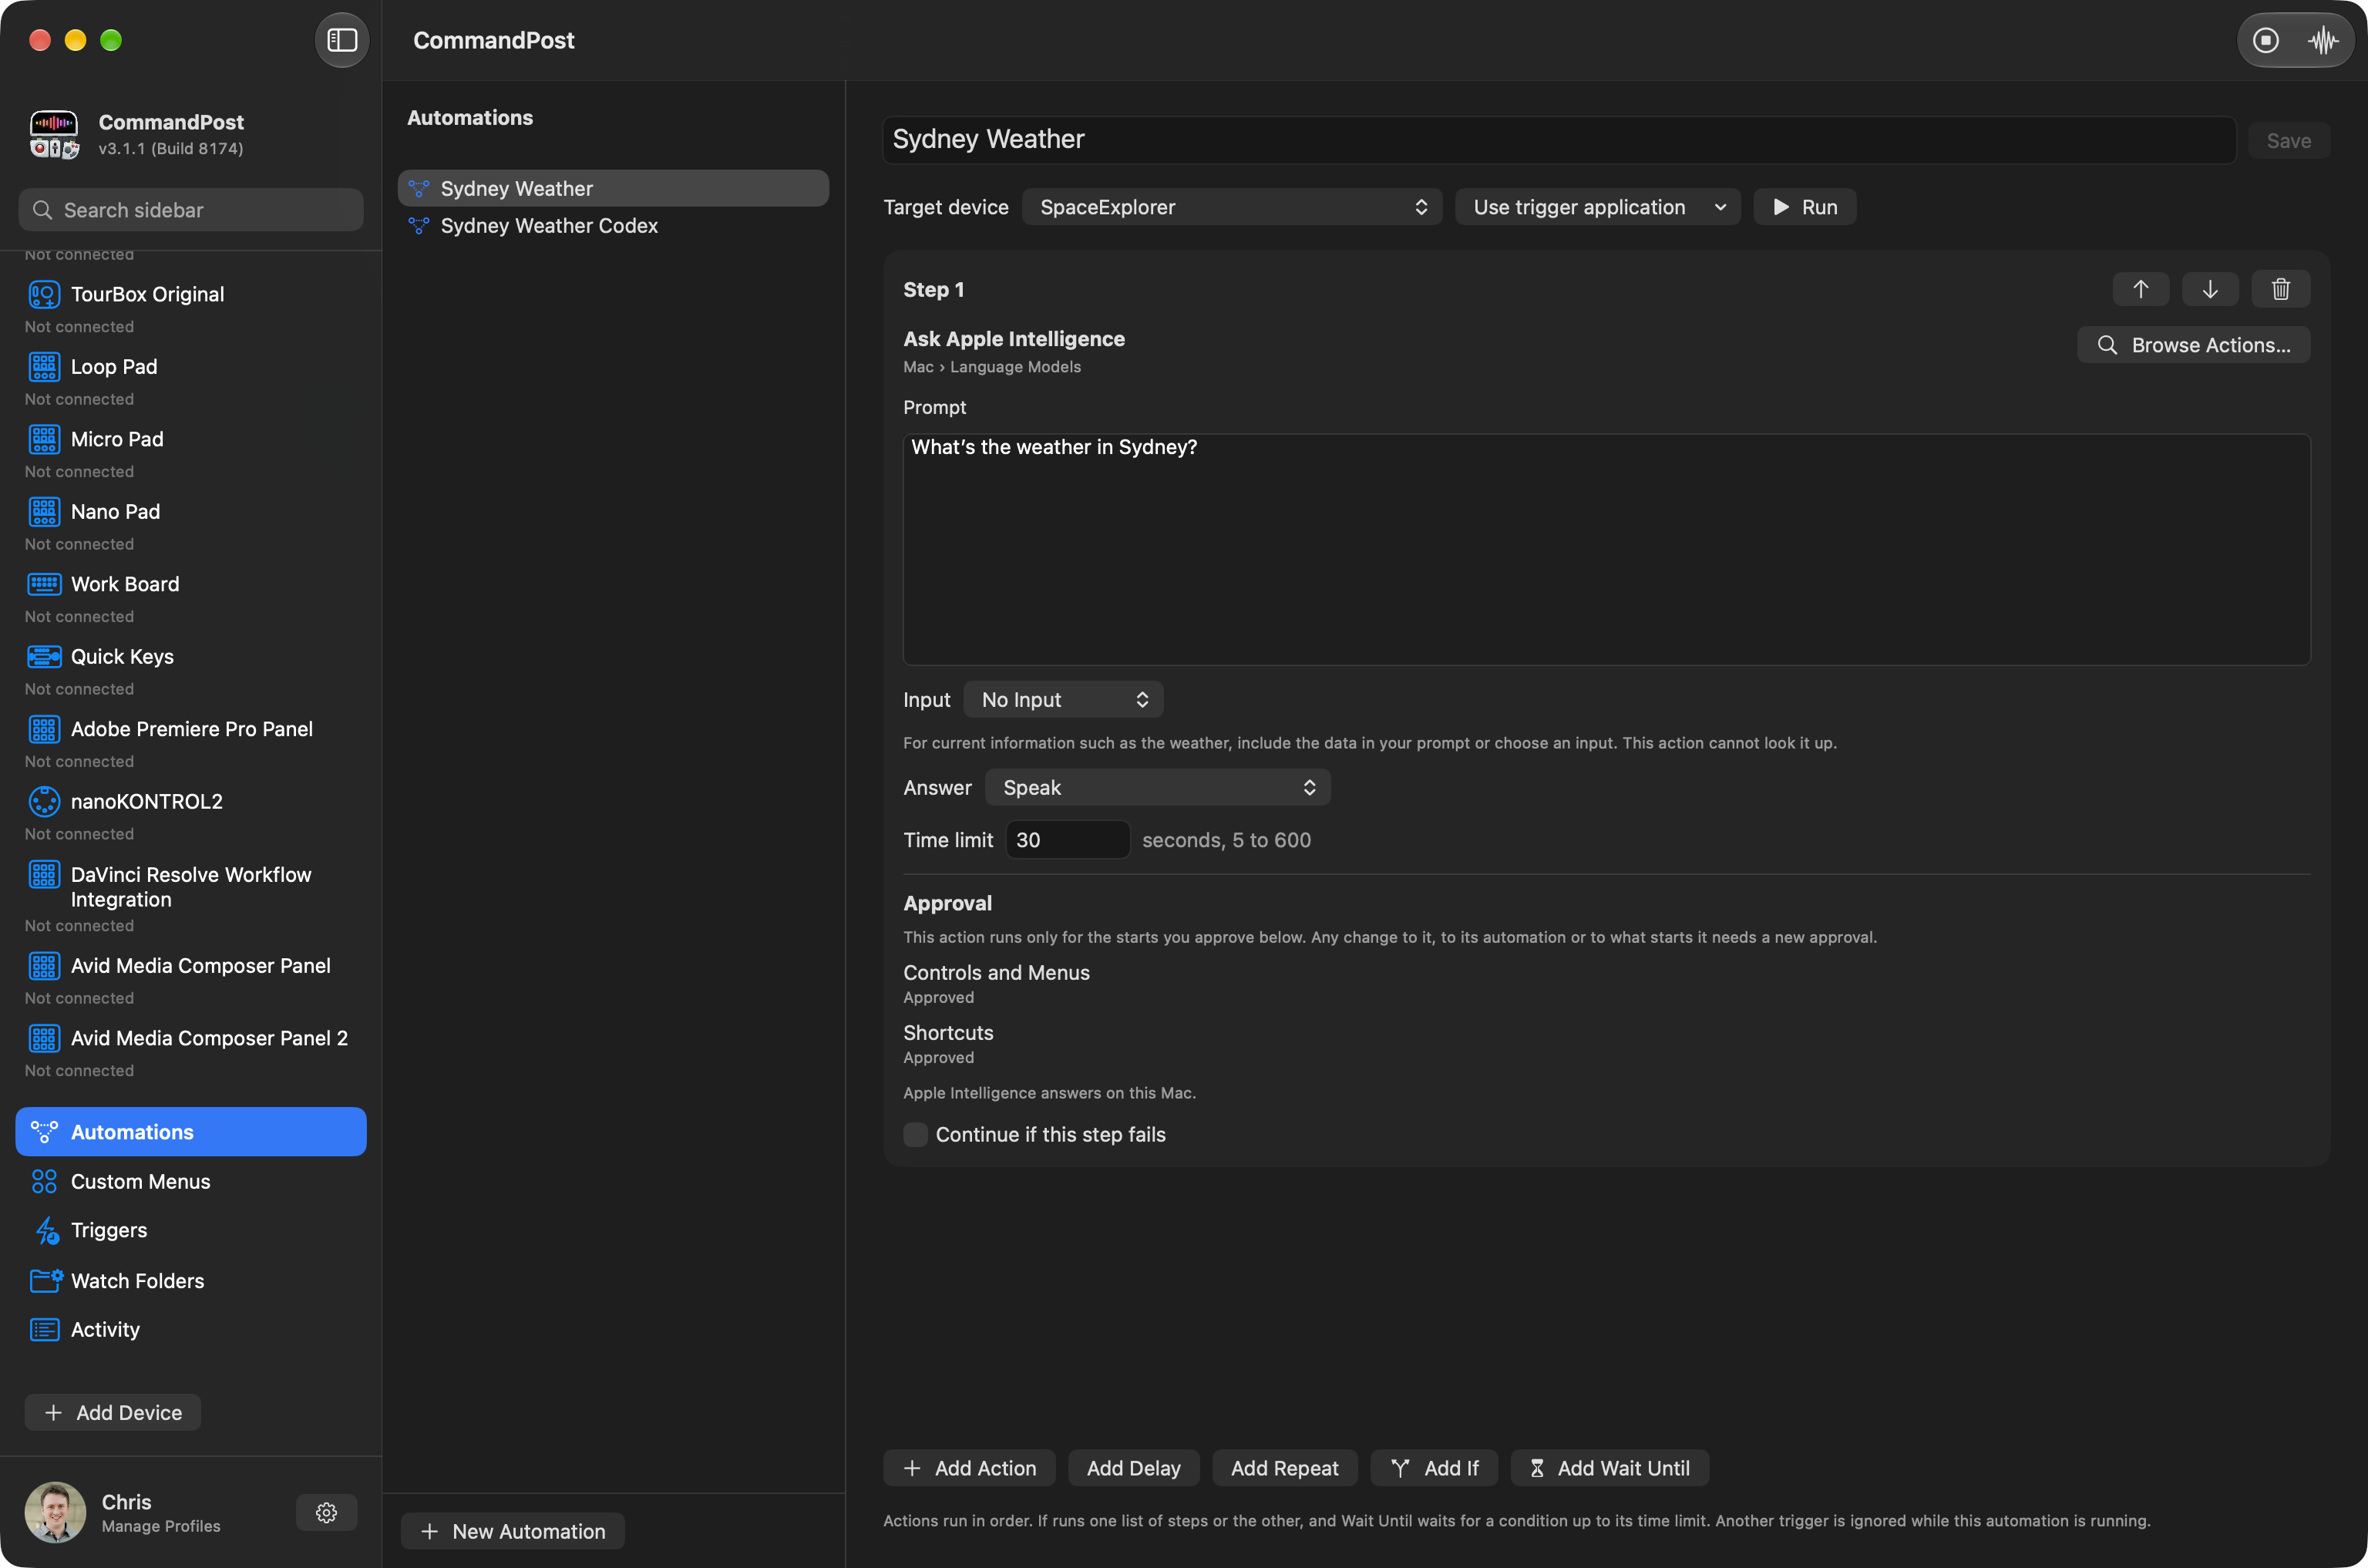 CommandPost
CommandPost
v3.1.1 (Build 8174)
Search sidebar
Not connected
TourBox Original
Not connected
Loop Pad
Not connected
Micro Pad
Not connected
Nano Pad
Not connected
Work Board
Not connected
Quick Keys
Not connected
Adobe Premiere Pro Panel
Not connected
nanoKONTROL2
Not connected
DaVinci Resolve Workflow
Integration
Not connected
Avid Media Composer Panel
Not connected
Avid Media Composer Panel 2
Not connected
Automations
Custom Menus
Triggers
Watch Folders
Activity
Add Device
Chris
Manage Profiles
Automations
Sydney Weather
Sydney Weather Codex
New Automation
Sydney Weather
Save
Target device SpaceExplorer Use trigger application Run
Step 1
Ask Apple Intelligence
Mac › Language Models
Browse Actions...
Prompt
What’s the weather in Sydney?
Input No Input
For current information such as the weather, include the data in your prompt or choose an input. This action cannot look it up.
Answer Speak
Time limit 30 seconds, 5 to 600
Approval
This action runs only for the starts you approve below. Any change to it, to its automation or to what starts it needs a new approval.
Controls and Menus
Approved
Shortcuts
Approved
Apple Intelligence answers on this Mac.
Continue if this step fails
Add Action Add Delay Add Repeat Add If Add Wait Until
Actions run in order. If runs one list of steps or the other, and Wait Until waits for a condition up to its time limit. Another trigger is ignored while this automation is running.